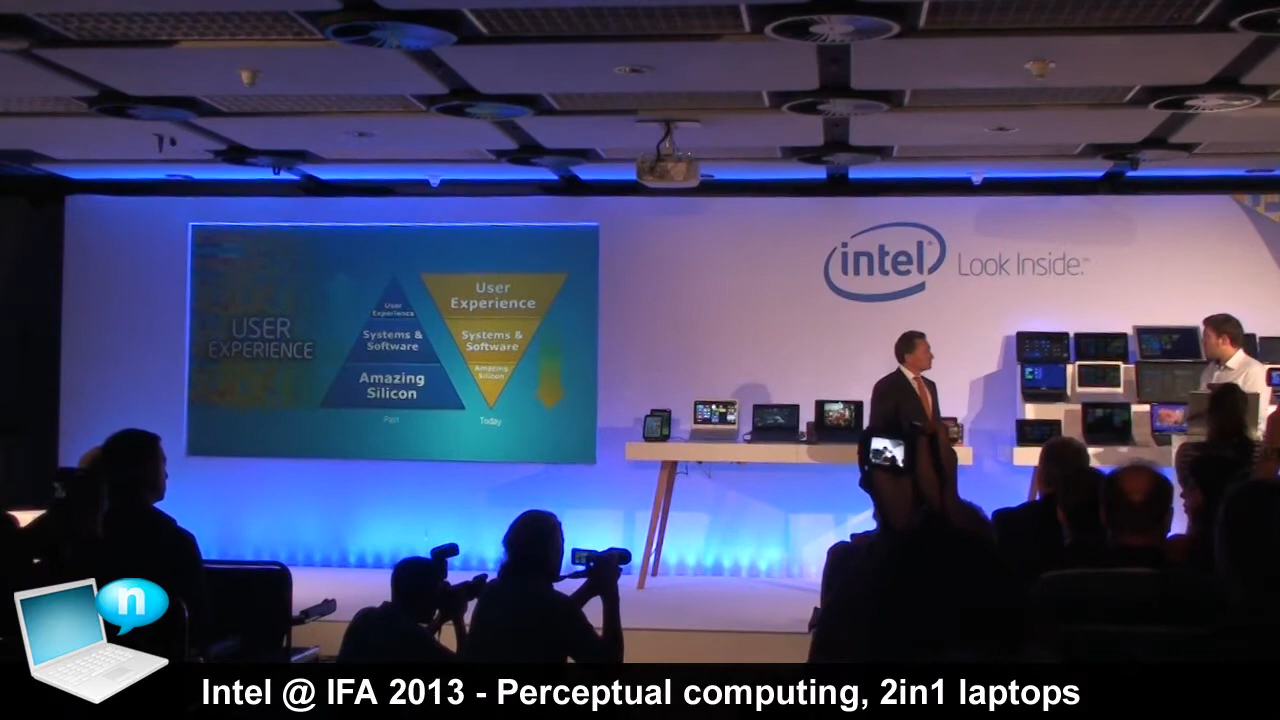 USER
EXPERIENCE
User
Experience
Systems &
Software
Amazing
Silicon
Past
User
Experience
Systems &
Software
Amazing
Silicon
Today
intel
Look Inside.™
n
Intel @ IFA 2013 - Perceptual computing, 2in1 laptops